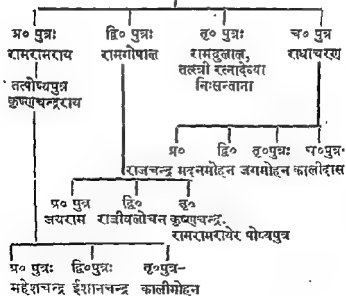 प्र० पुत्रः द्वि० पुत्रः तृ० पुत्रः च० पुत्र
रामरामराय रामगोपाल रामदुलाल, राधाचरण
तत्स्त्री रत्नादेव्या
तत्पोष्यपुत्र निःसन्ताना
कृष्णचन्द्रराय
प्र० द्वि० तृ०पुत्रः च०पुत्र-
राजचन्द्र मदनमोहन जगमोहन कालीदास
प्र० पुत्र द्वि० तृ०
जयराम राजीवलोचन कृष्णचन्द्र.
रामरामरायेर पोष्यपुत्र
प्र० पुत्रः द्वि०पुत्रः तृ०पुत्र-
महेशचन्द्र ईशानचन्द्र कालीमोहन